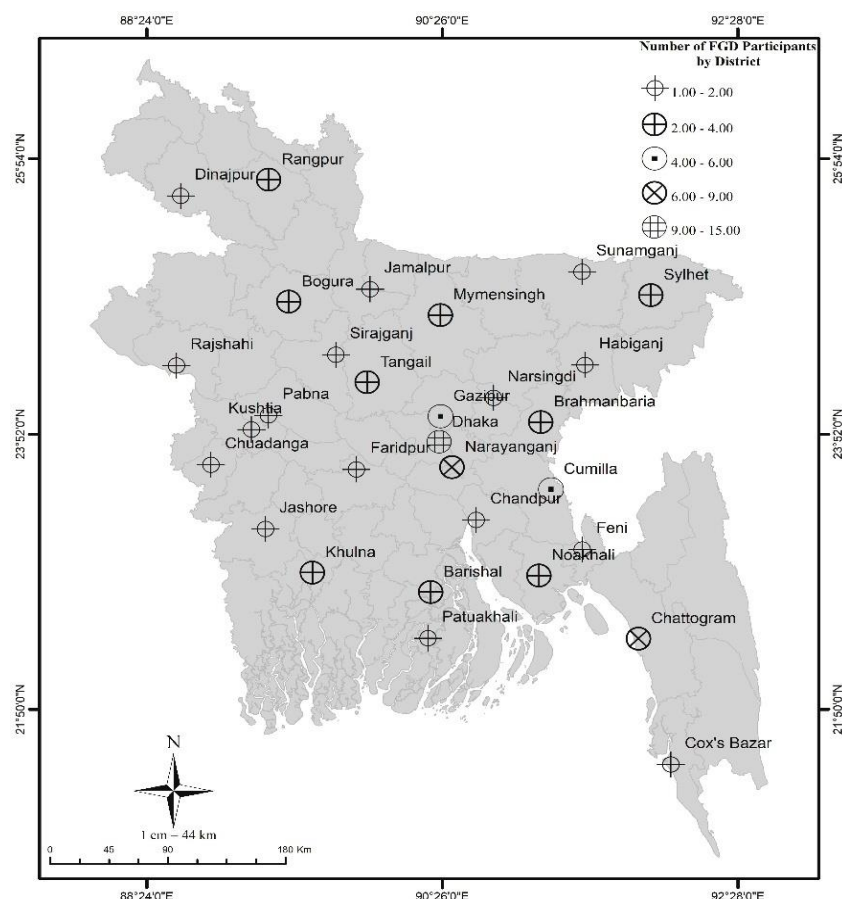 88°24'0"E 90°26'0"E 92°28'0"E
Number of FGD Participants
by District
1.00 - 2.00
2.00 - 4.00
4.00 - 6.00
6.00 - 9.00
9.00 - 15.00
25°54'0"N 25°54'0"N
Rangpur
Dinajpur
Sunamganj
Jamalpur
Sylhet
Bogura
Mymensingh
Sirajganj
Rajshahi
Habiganj
Tangail
Narsingdi
Pabna
Gazipur
Kushtia
Brahmanbaria
Dhaka
23°52'0"N 23°52'0"N
Chuadanga
Faridpur
Narayanganj
Cumilla
Chandpur
Jashore
Feni
Khulna
Noakhali
Barishal
Patuakhali
Chattogram
21°50'0"N 21°50'0"N
Cox's Bazar
N
1 cm – 44 km
0 45 90 180 Km
88°24'0"E 90°26'0"E 92°28'0"E